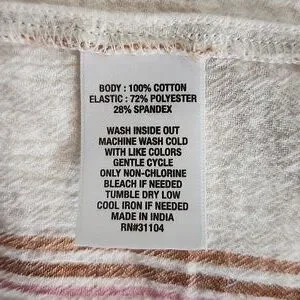 BODY : 100% COTTON
ELASTIC : 72% POLYESTER
28% SPANDEX
WASH INSIDE OUT
MACHINE WASH COLD
WITH LIKE COLORS
GENTLE CYCLE
ONLY NON-CHLORINE
BLEACH IF NEEDED
TUMBLE DRY LOW
COOL IRON IF NEEDED
MADE IN INDIA
RN#31104